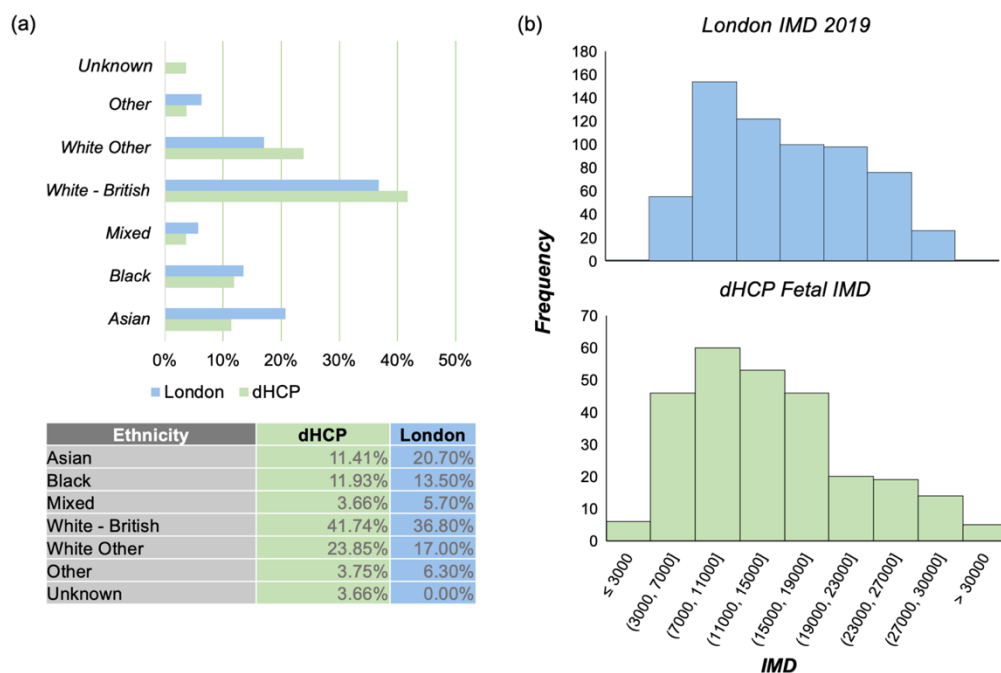 (a)
Unknown
Other
White Other
White - British
Mixed
Black
Asian
0% 10% 20% 30% 40% 50%
London dHCP
Ethnicity dHCP London
Asian 11.41% 20.70%
Black 11.93% 13.50%
Mixed 3.66% 5.70%
White - British 41.74% 36.80%
White Other 23.85% 17.00%
Other 3.75% 6.30%
Unknown 3.66% 0.00%
(b)
London IMD 2019
180
160
140
120
100
80
60
40
20
0
Frequency
dHCP Fetal IMD
70
60
50
40
30
20
10
0
≤ 3000
(3000, 7000]
(7000, 11000]
(11000, 15000]
(15000, 19000]
(19000, 23000]
(23000, 27000]
(27000, 30000]
> 30000
IMD